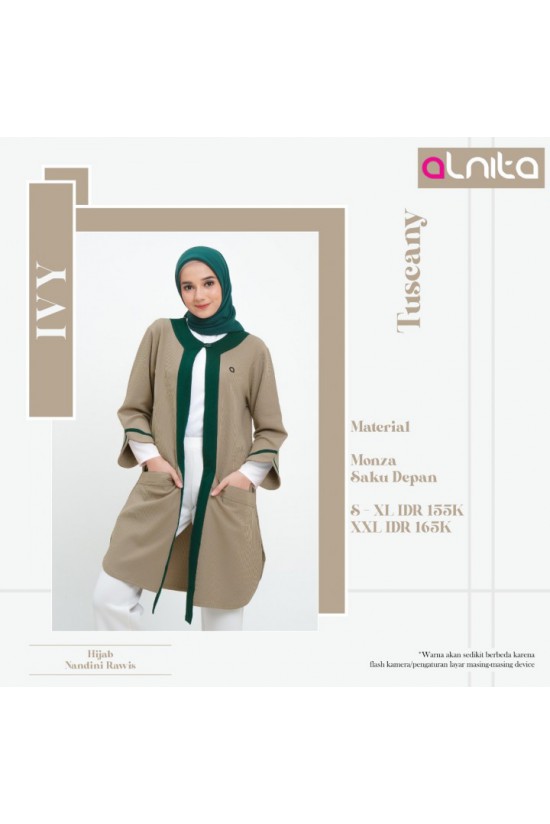 alnita
IVY
Tuscany
Material
Monza
Saku Depan
S - XL IDR 155K
XXL IDR 165K
Hijab
Nandini Rawis
*Warna akan sedikit berbeda karena
flash kamera/pengaturan layar masing-masing device